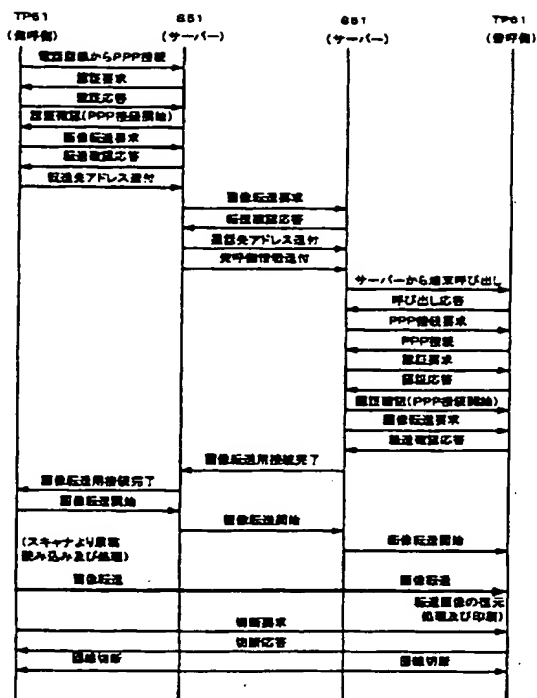 TP61 (発呼側)
S51 (サーバー)
S51 (サーバー)
TP61 (着呼側)
電話回線からPPP接続
認証要求
認証応答
認証確認(PPP接続開始)
画像転送要求
転送確認応答
転送先アドレス送付
画像転送要求
転送確認応答
転送先アドレス送付
発呼側情報送付
サーバーから端末呼び出し
呼び出し応答
PPP接続要求
PPP接続
認証要求
認証応答
認証確認(PPP接続開始)
画像転送要求
転送確認応答
画像転送用接続完了
画像転送用接続完了
画像転送開始
画像転送開始
画像転送開始
(スキャナより原稿
読み込み及び処理)
画像転送
画像転送
転送画像の復元
処理及び印刷)
切断要求
切断応答
回線切断
回線切断